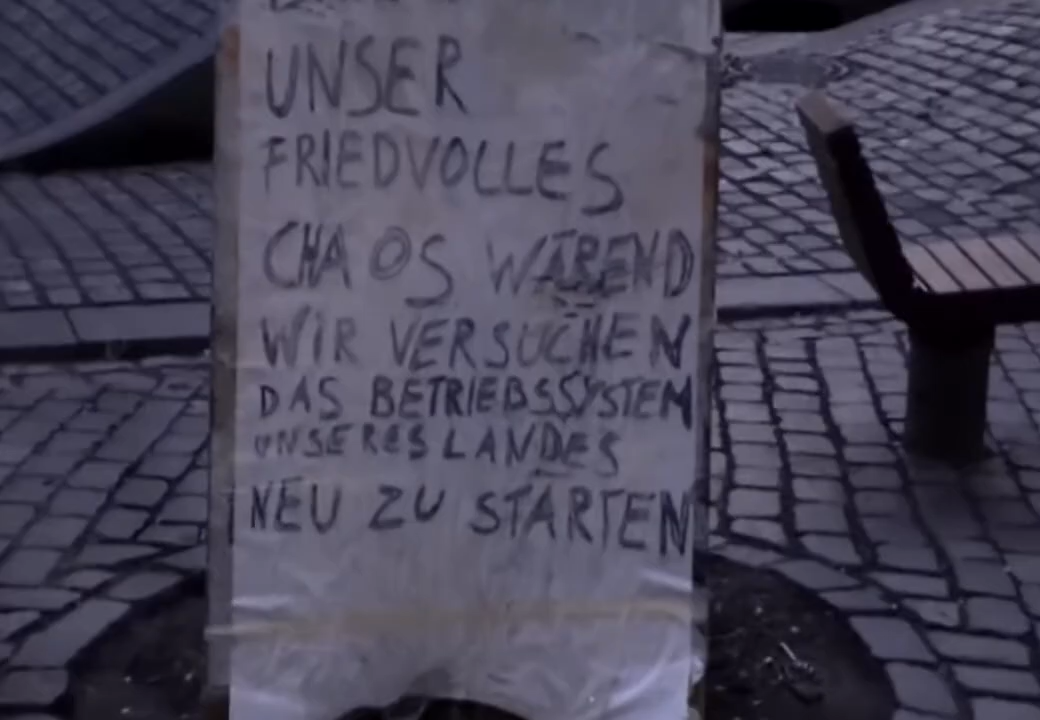 UNSER
FRIEDVOLLES
CHAOS WÄREND
WIR VERSUCHEN
DAS BETRIEBSSYSTEM
UNSERES LANDES
NEU ZU STARTEN